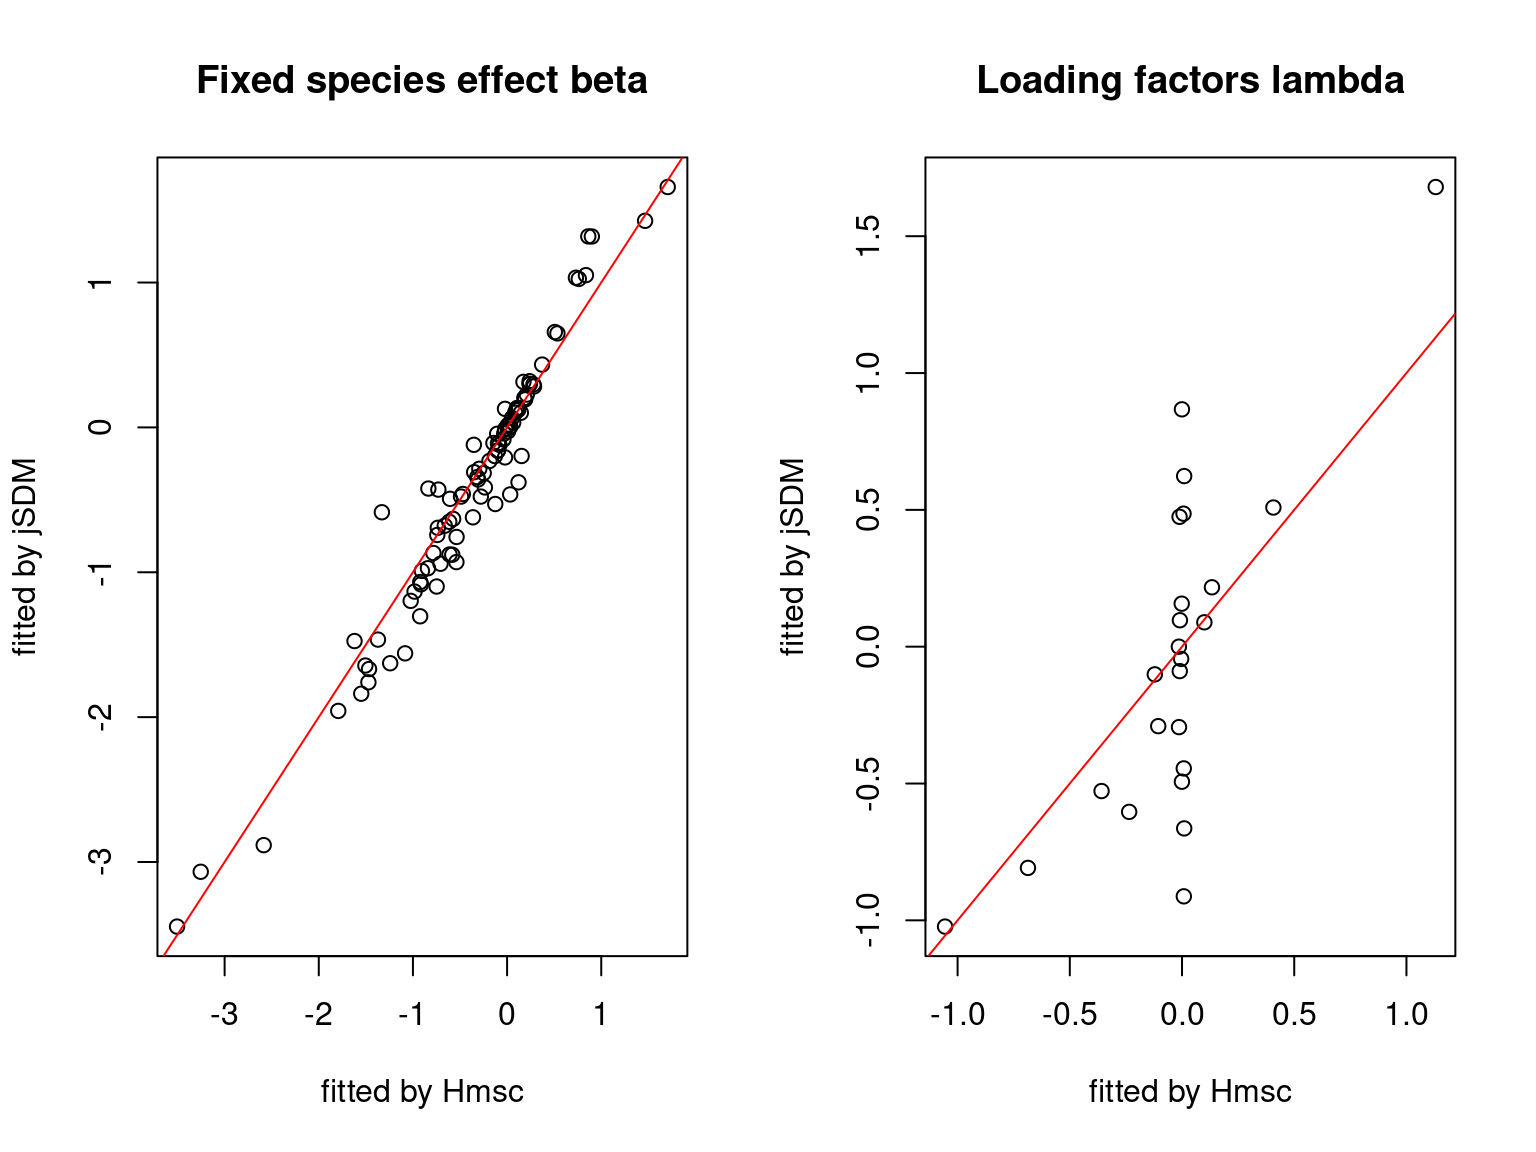 Fixed species effect beta
fitted by jSDM
1
0
-1
-2
-3
-3 -2 -1 0 1
fitted by Hmsc
Loading factors lambda
fitted by jSDM
1.5
1.0
0.5
0.0
-0.5
-1.0
-1.0 -0.5 0.0 0.5 1.0
fitted by Hmsc